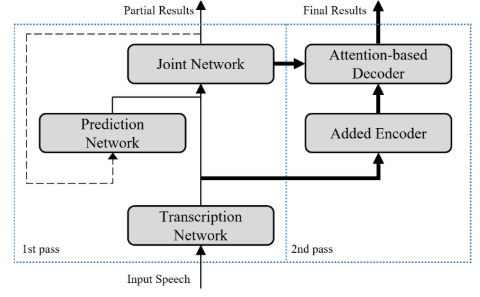 Partial Results
Final Results
Joint Network
Attention-based
Decoder
Prediction
Network
Added Encoder
Transcription
Network
1st pass
2nd pass
Input Speech